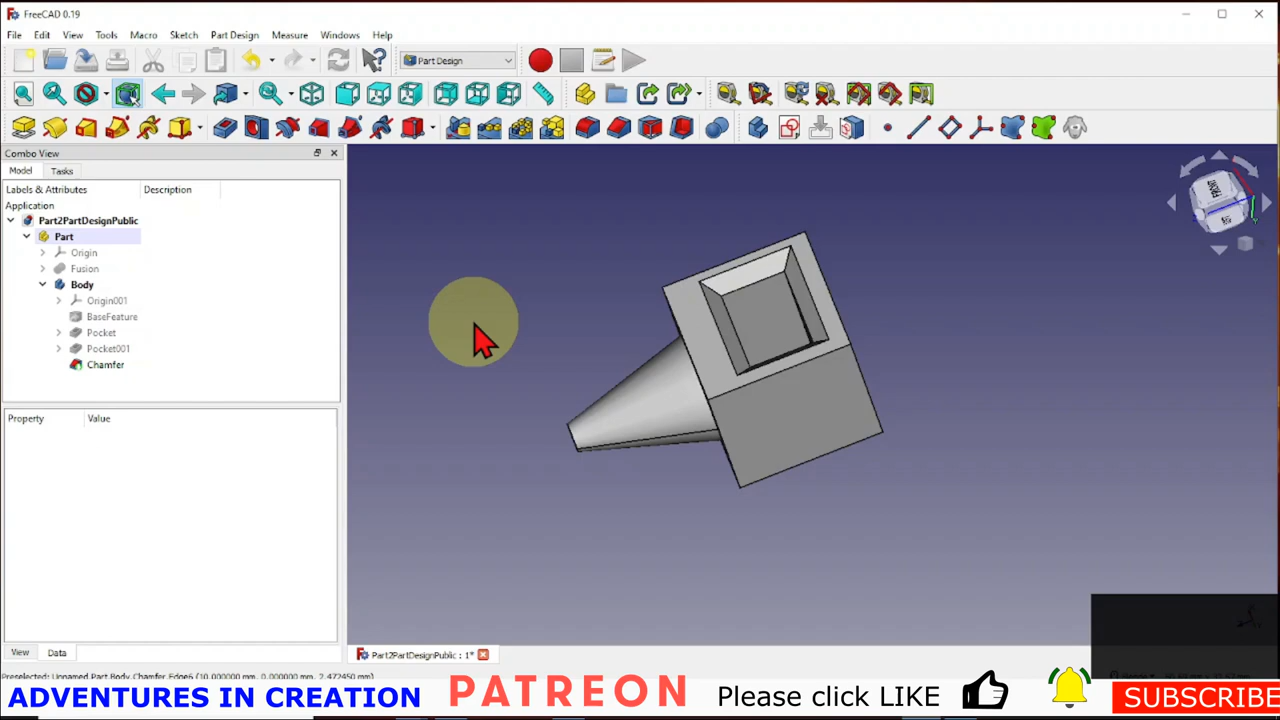 FreeCAD 0.19
File Edit View Tools Macro Sketch Part Design Measure Windows Help
Part Design
Combo View
Model Tasks
Labels & Attributes Description
Application
Part2PartDesignPublic
Part
Origin
Fusion
Body
Origin001
BaseFeature
Pocket
Pocket001
Chamfer
FRONT
Property Value
View Data
Part2PartDesignPublic : 1*
Preselected: Unnamed.Part.Body.Chamfer.Edge6 (10.000000 mm, 0.000000 mm, 2.472450 mm)
ADVENTURES IN CREATION PATREON Please click LIKE SUBSCRIBE